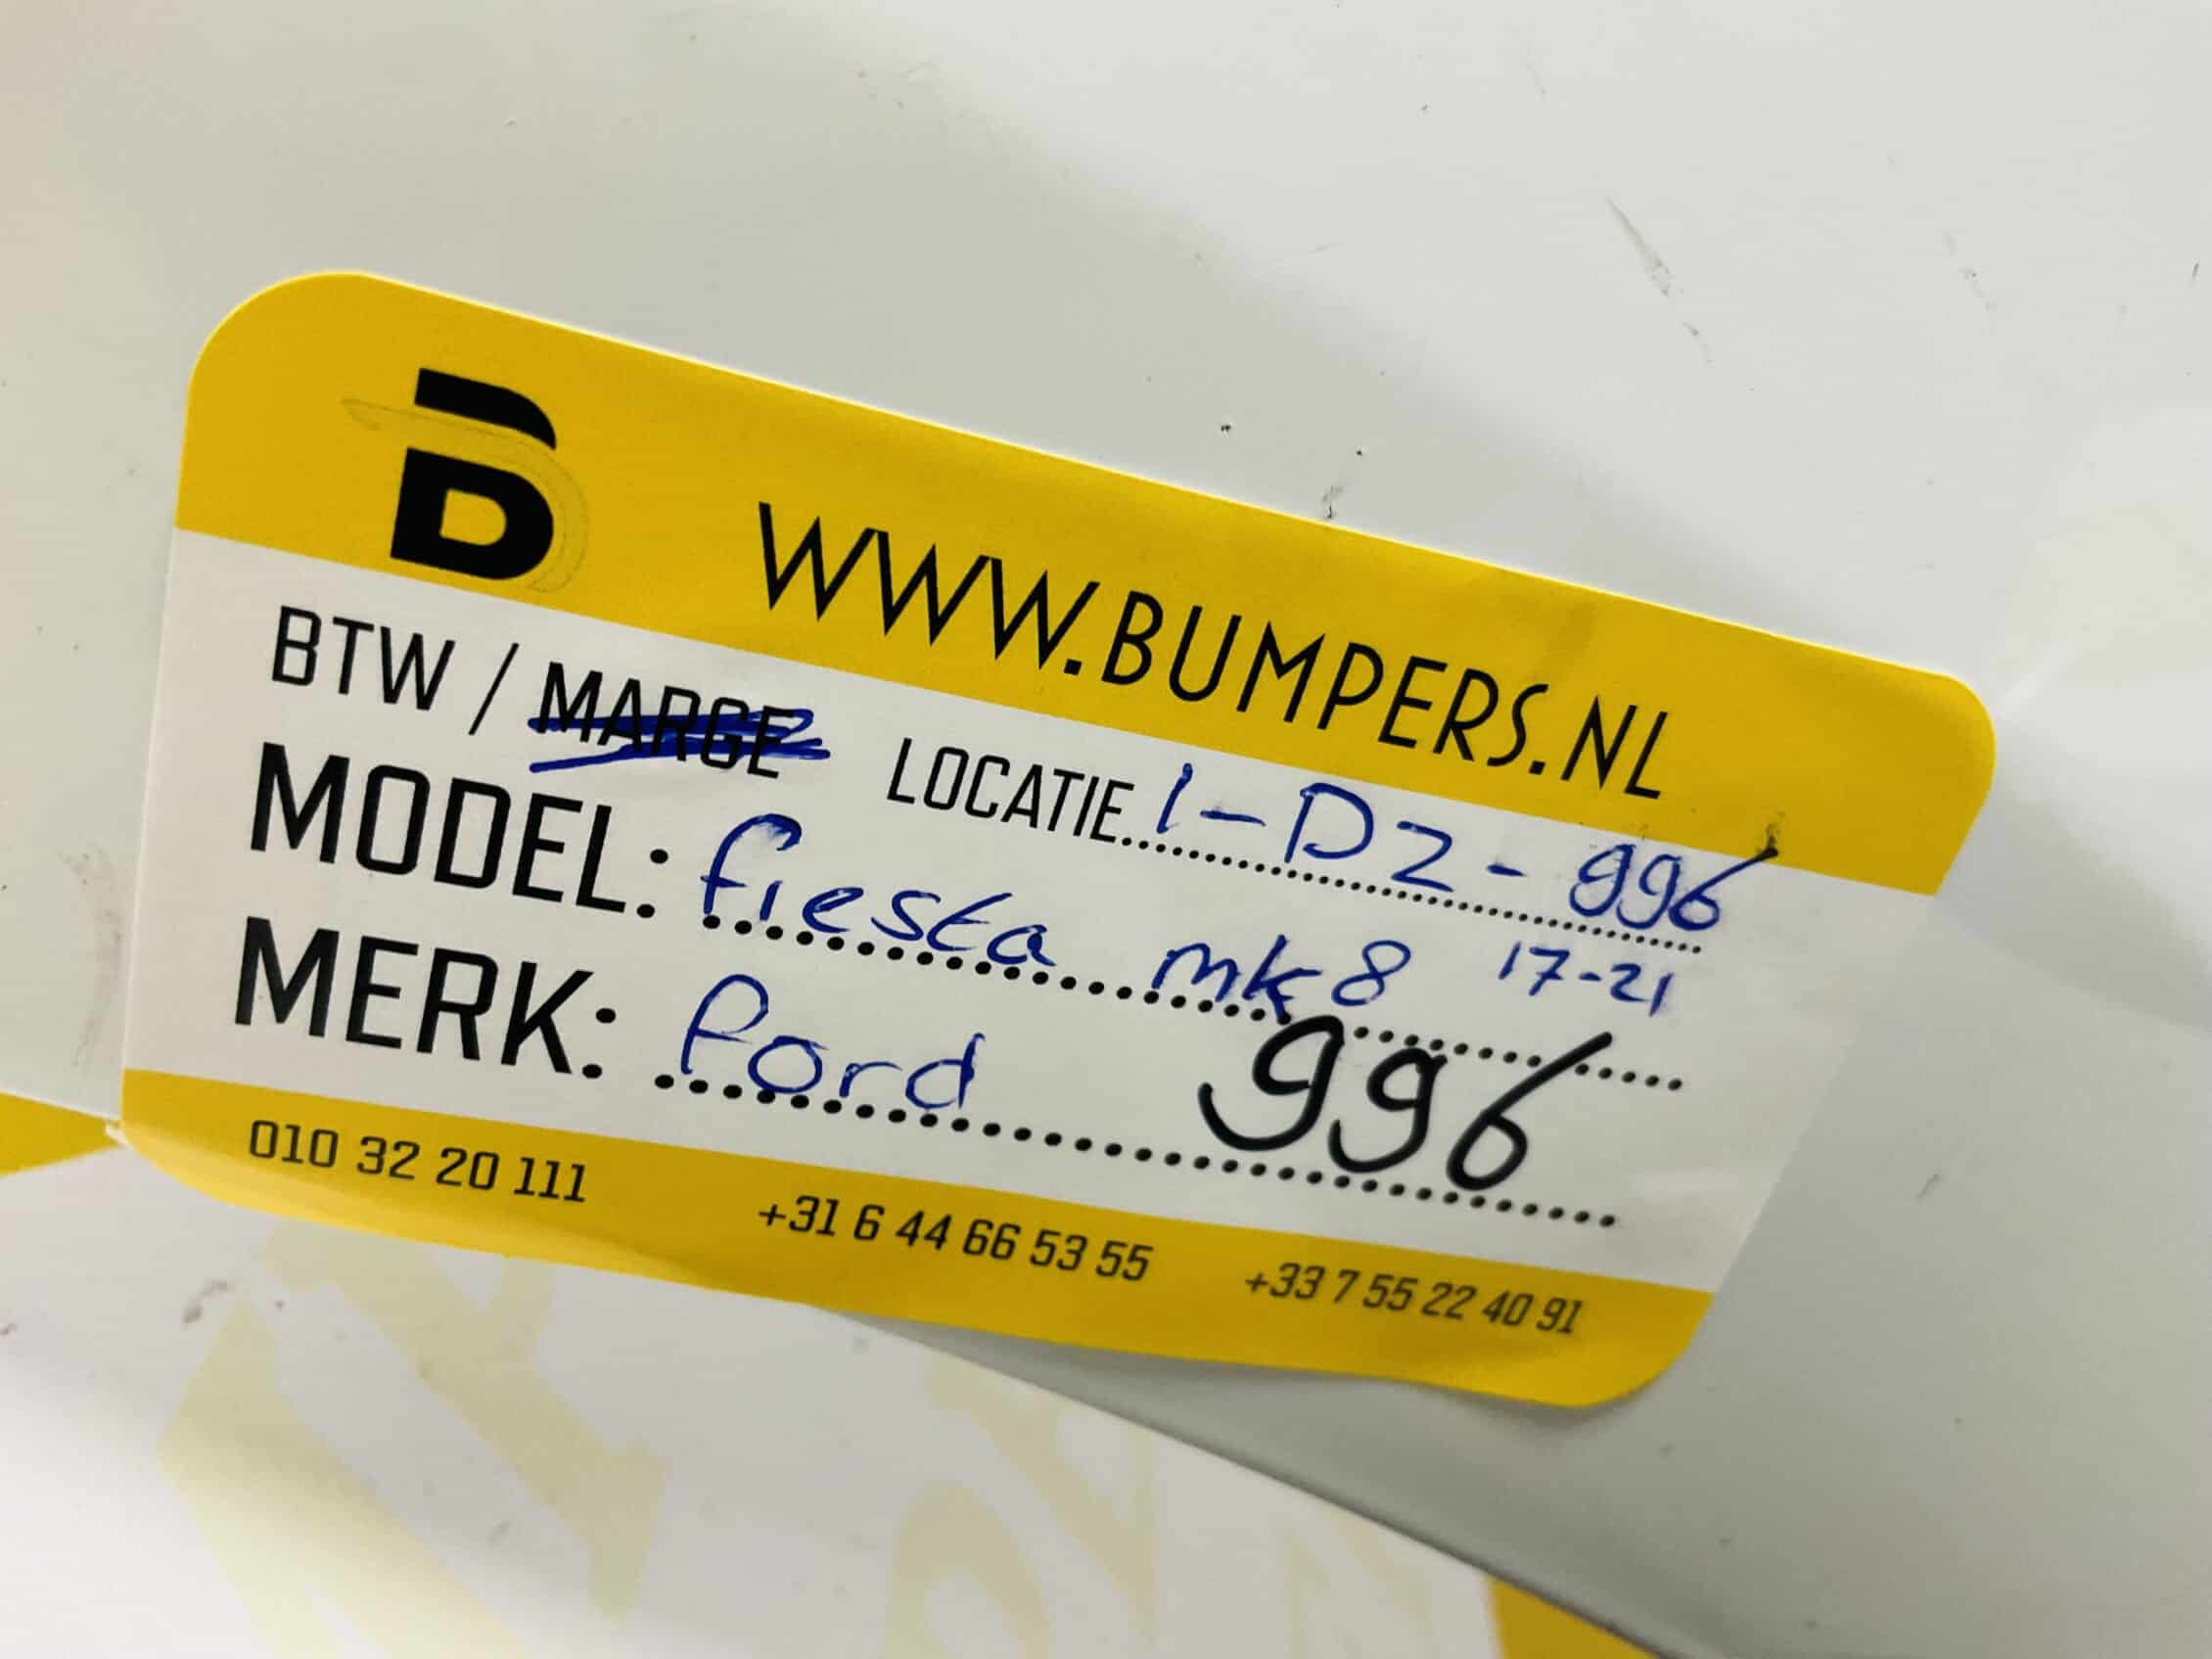 B
WWW.BUMPERS.NL
BTW / MARGE LOCATIE 1-D2-996
MODEL: fiesta mk8 17-21
MERK: Ford 996
010 32 20 111 +31 6 44 66 53 55 +33 7 55 22 40 91